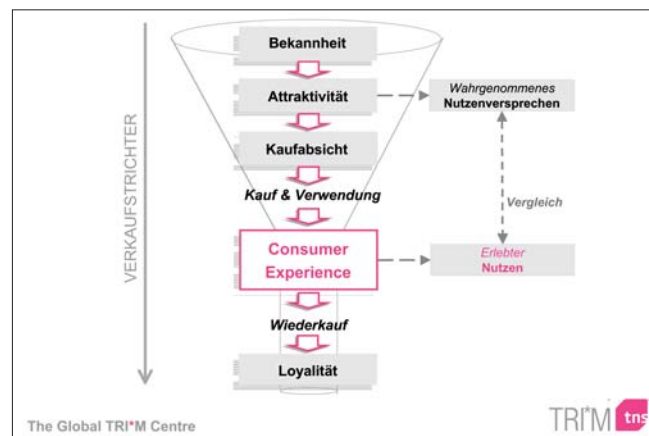 VERKAUFSTRICHTER
Bekannheit
Attraktivität
Wahrgenommenes
Nutzenversprechen
Kaufabsicht
Kauf & Verwendung
Vergleich
Consumer
Experience
Erlebter
Nutzen
Wiederkauf
Loyalität
The Global TRI*M Centre
TRI*M tns